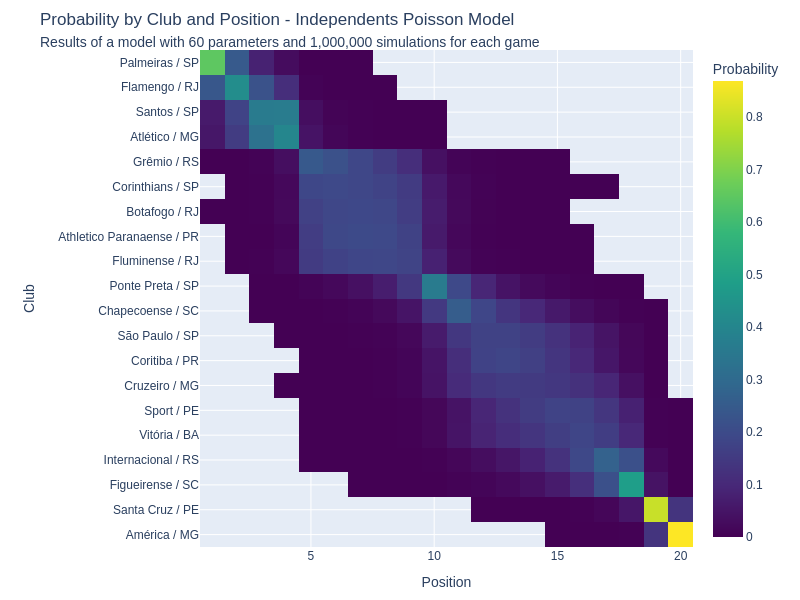 Probability by Club and Position - Independents Poisson Model
Results of a model with 60 parameters and 1,000,000 simulations for each game
Probability
Palmeiras / SP
Flamengo / RJ
Santos / SP
Atlético / MG
Grêmio / RS
Corinthians / SP
Botafogo / RJ
Athletico Paranaense / PR
Fluminense / RJ
Ponte Preta / SP
Chapecoense / SC
São Paulo / SP
Coritiba / PR
Cruzeiro / MG
Sport / PE
Vitória / BA
Internacional / RS
Figueirense / SC
Santa Cruz / PE
América / MG
Club
5 10 15 20
Position
0.8
0.7
0.6
0.5
0.4
0.3
0.2
0.1
0